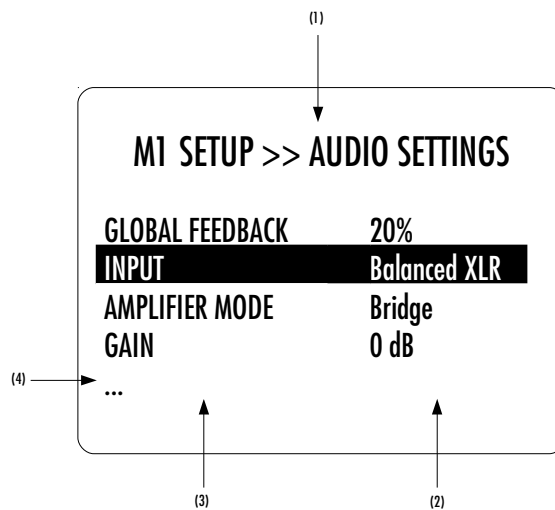 (1)
M1 SETUP >> AUDIO SETTINGS
GLOBAL FEEDBACK 20%
INPUT Balanced XLR
AMPLIFIER MODE Bridge
GAIN 0 dB
(4) ...
(3) (2)